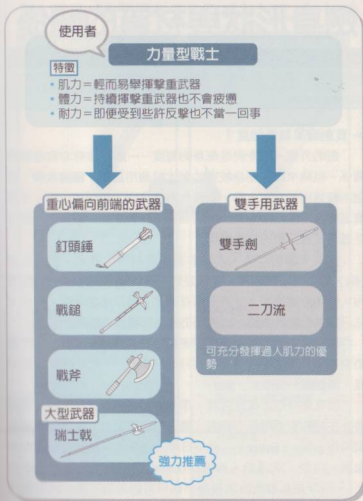 使用者
力量型戰士
特徵
・肌力＝輕而易舉揮擊重武器
・體力＝持續揮擊重武器也不會疲憊
・耐力＝即便受到些許反擊也不當一回事
重心偏向前端的武器
釘頭錘
戰鎚
戰斧
大型武器
瑞士戟
雙手用武器
雙手劍
二刀流
可充分發揮過人肌力的優
勢
強力推薦